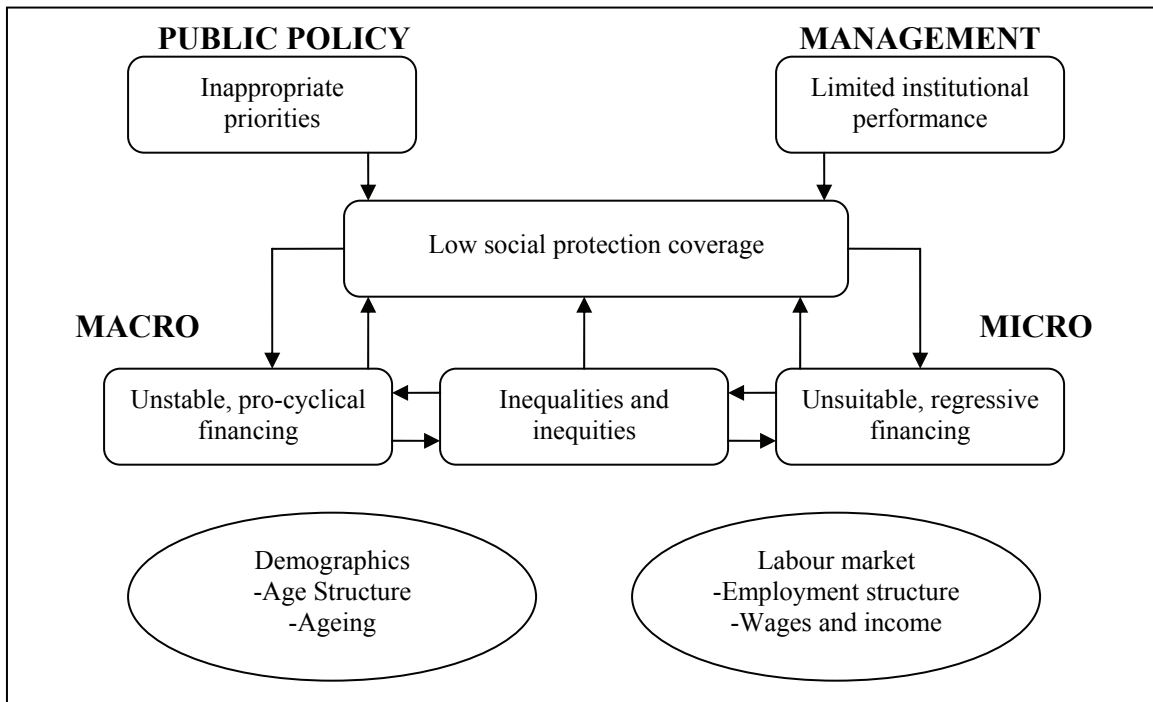 PUBLIC POLICY
MANAGEMENT
Inappropriate
priorities
Limited institutional
performance
Low social protection coverage
MACRO
MICRO
Unstable, pro-cyclical
financing
Inequalities and
inequities
Unsuitable, regressive
financing
Demographics
-Age Structure
-Ageing
Labour market
-Employment structure
-Wages and income